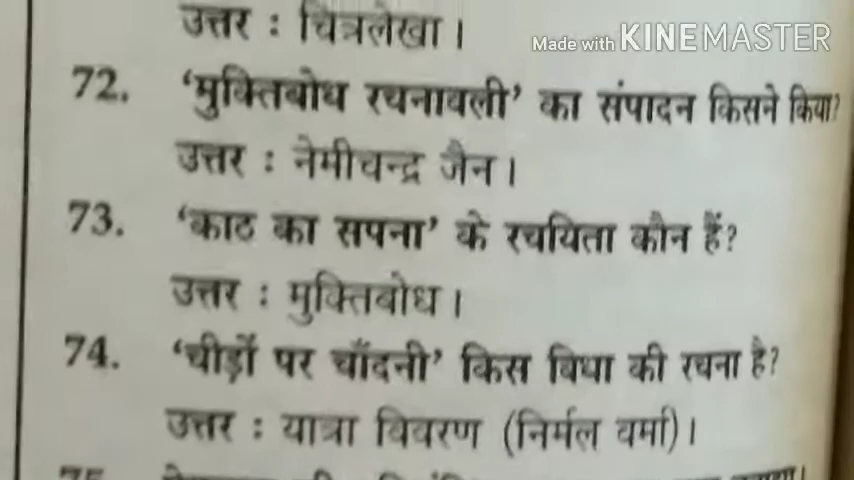 उत्तर : चित्रलेखा।
Made with KINEMASTER
72. 'मुक्तिबोध रचनावली' का संपादन किसने किया?
उत्तर : नेमीचन्द्र जैन।
73. 'काठ का सपना' के रचयिता कौन हैं?
उत्तर : मुक्तिबोध।
74. 'चीड़ों पर चाँदनी' किस विधा की रचना है?
उत्तर : यात्रा विवरण (निर्मल वर्मा)।
75.